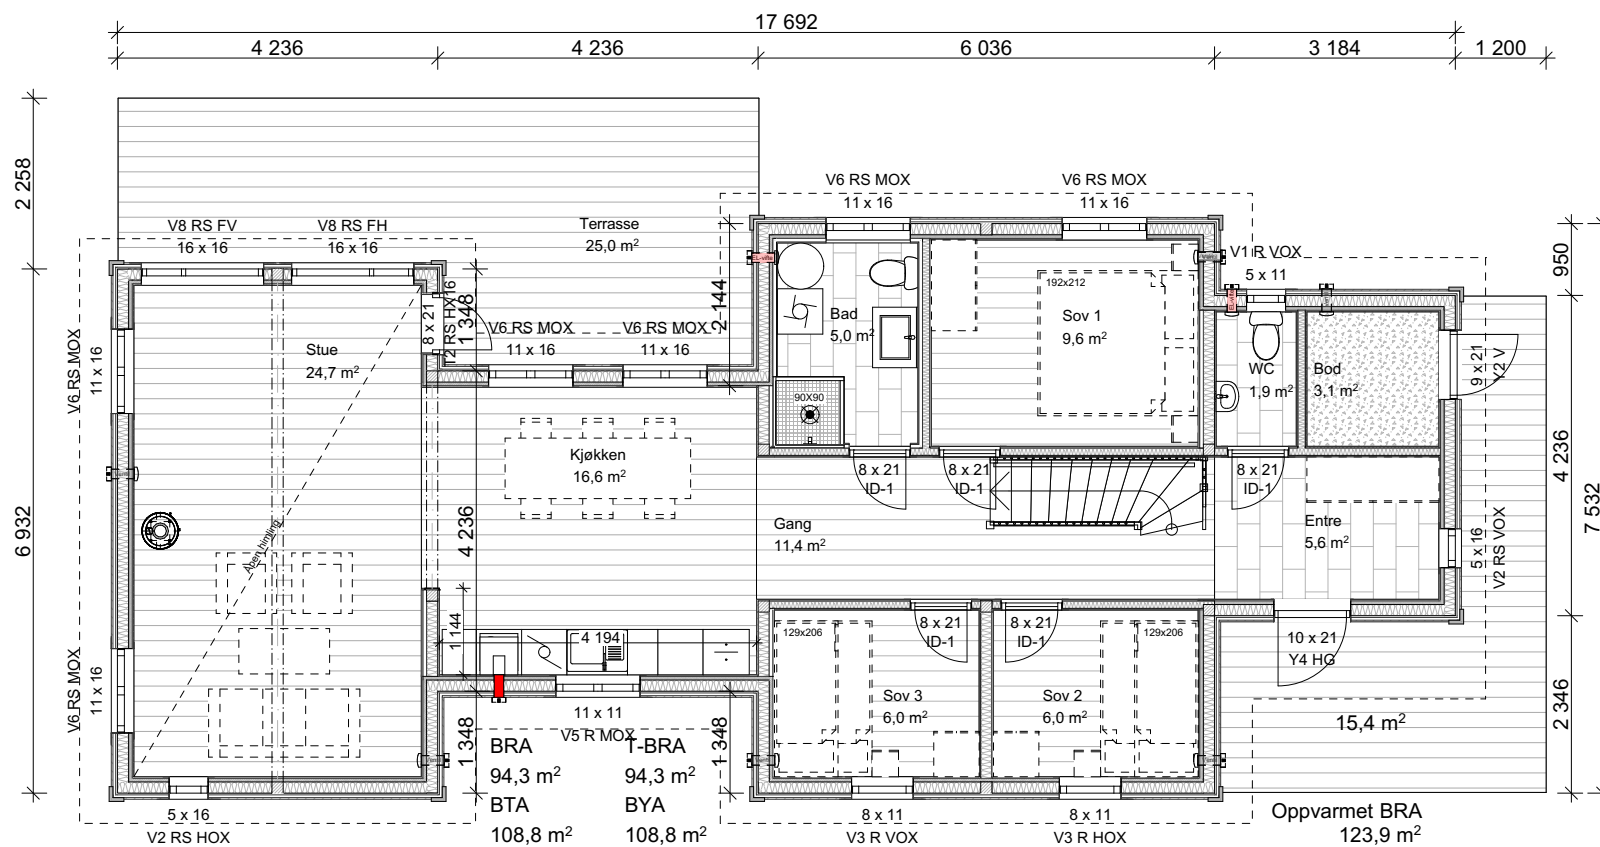 17 692
4 236
4 236
6 036
3 184
1 200
2 258
6 932
950
4 236
7 532
2 346
V8 RS FV
16 x 16
V8 RS FH
16 x 16
Terrasse
25,0 m²
V6 RS MOX
11 x 16
V6 RS MOX
11 x 16
V1 R VOX
5 x 11
8 x 21
T2 RS HX
16
1 348
2 144
V6 RS MOX
11 x 16
V6 RS MOX
11 x 16
V6 RS MOX
11 x 16
Stue
24,7 m²
Åpen himling
Bad
5,0 m²
90X90
192x212
Sov 1
9,6 m²
WC
1,9 m²
Bod
3,1 m²
9 x 21
Y2 V
Kjøkken
16,6 m²
4 236
1 144
4 194
8 x 21
ID-1
8 x 21
ID-1
8 x 21
ID-1
Gang
11,4 m²
Entre
5,6 m²
5 x 16
V2 RS VOX
V6 RS MOX
11 x 16
129x206
8 x 21
ID-1
8 x 21
ID-1
129x206
10 x 21
Y4 HG
Sov 3
6,0 m²
Sov 2
6,0 m²
15,4 m²
11 x 11
V5 R MOX
1 348
1 348
BRA
94,3 m²
BTA
108,8 m²
T-BRA
94,3 m²
BYA
108,8 m²
5 x 16
V2 RS HOX
8 x 11
V3 R VOX
8 x 11
V3 R HOX
Oppvarmet BRA
123,9 m²